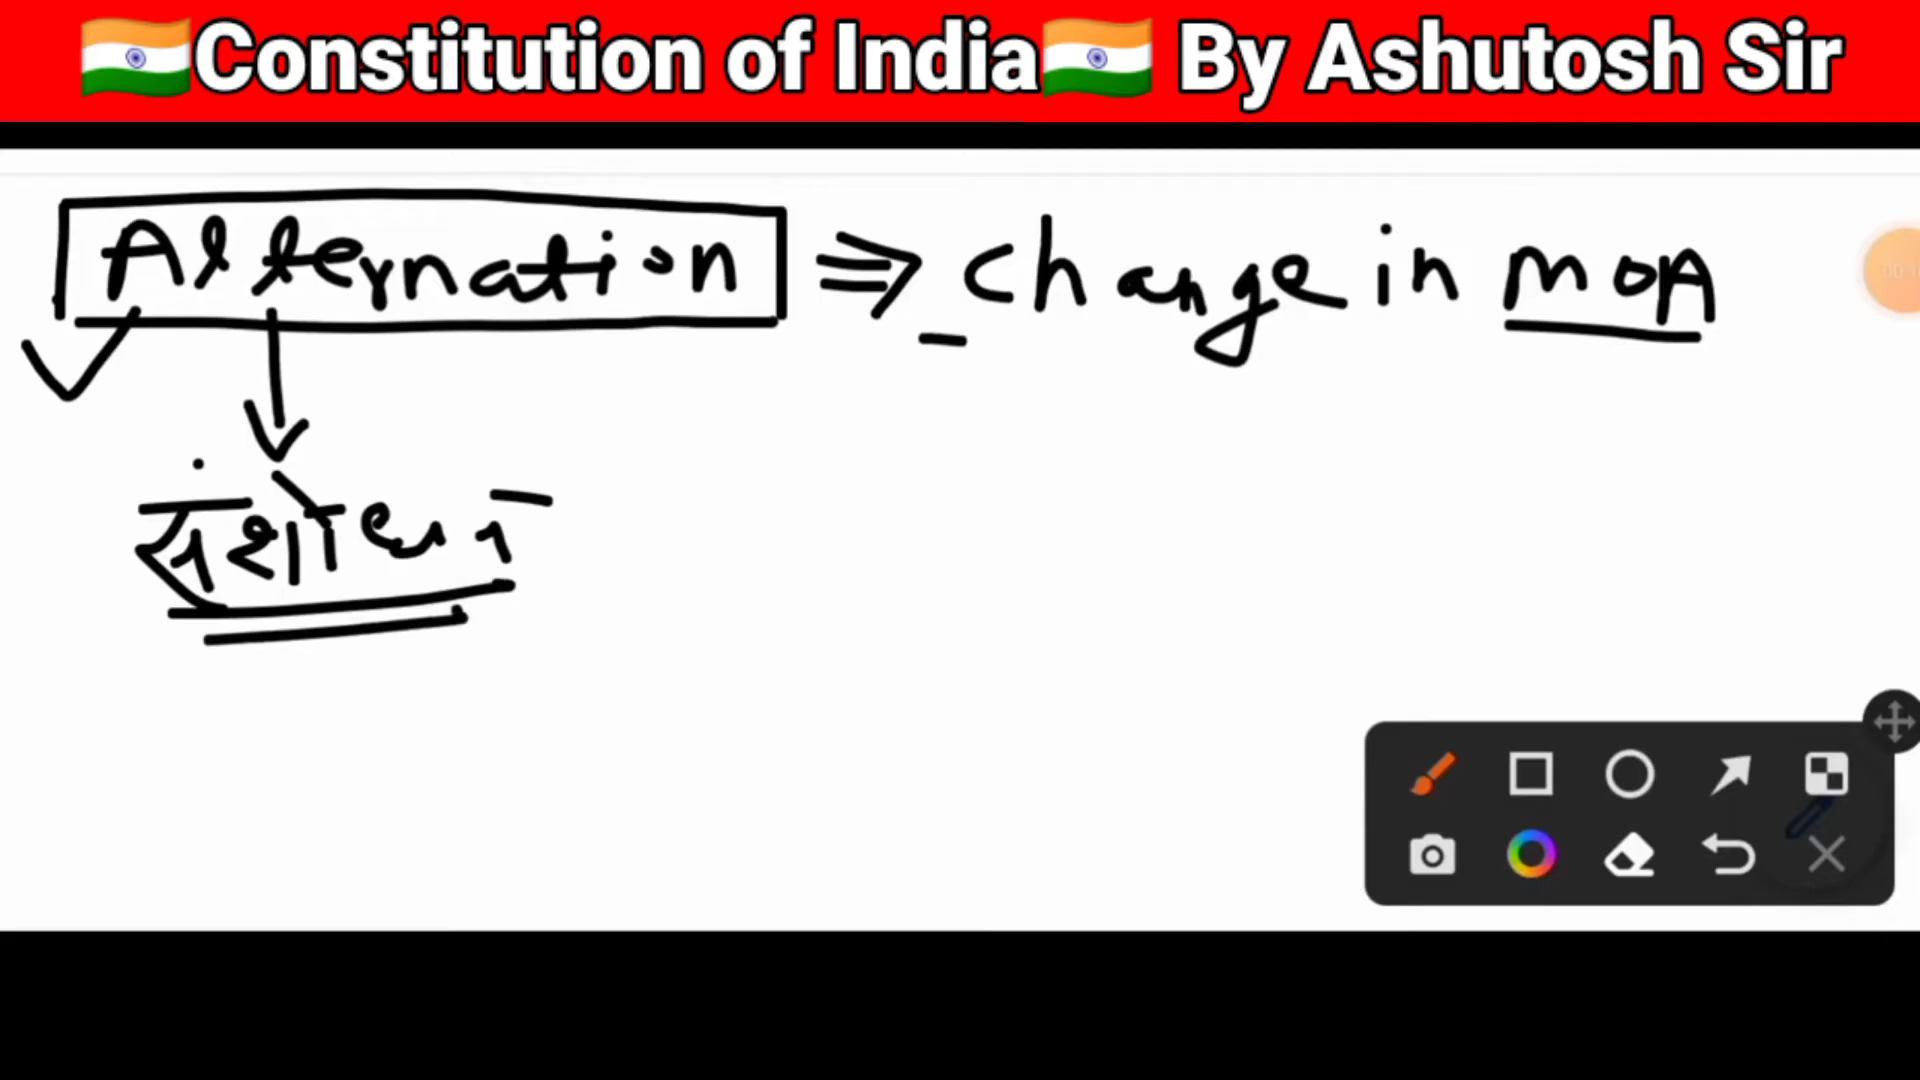 🇮🇳Constitution of India🇮🇳 By Ashutosh Sir
Alternation ⇒ change in MOA
संशोधन